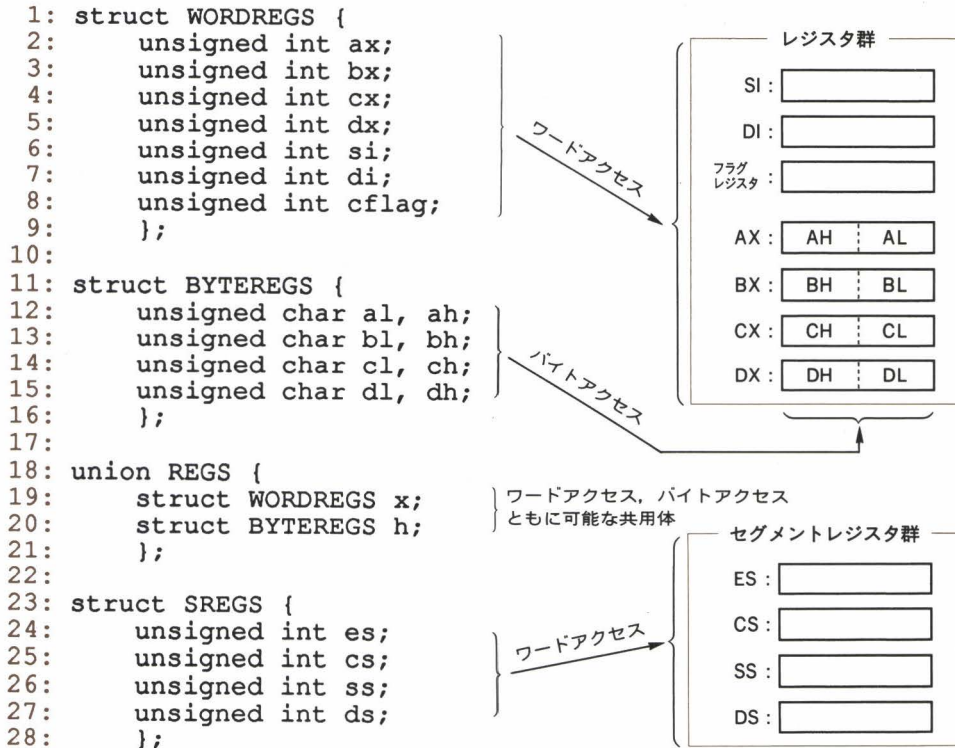 1: struct WORDREGS {
2: unsigned int ax;
3: unsigned int bx;
4: unsigned int cx;
5: unsigned int dx;
6: unsigned int si;
7: unsigned int di;
8: unsigned int cflag;
9: };
10:
11: struct BYTEREGS {
12: unsigned char al, ah;
13: unsigned char bl, bh;
14: unsigned char cl, ch;
15: unsigned char dl, dh;
16: };
17:
18: union REGS {
19: struct WORDREGS x;
20: struct BYTEREGS h;
21: };
22:
23: struct SREGS {
24: unsigned int es;
25: unsigned int cs;
26: unsigned int ss;
27: unsigned int ds;
28: };
ワードアクセス
バイトアクセス
ワードアクセス，バイトアクセス
ともに可能な共用体
ワードアクセス
レジスタ群
SI :
DI :
フラグ
レジスタ :
AX : AH AL
BX : BH BL
CX : CH CL
DX : DH DL
セグメントレジスタ群
ES :
CS :
SS :
DS :